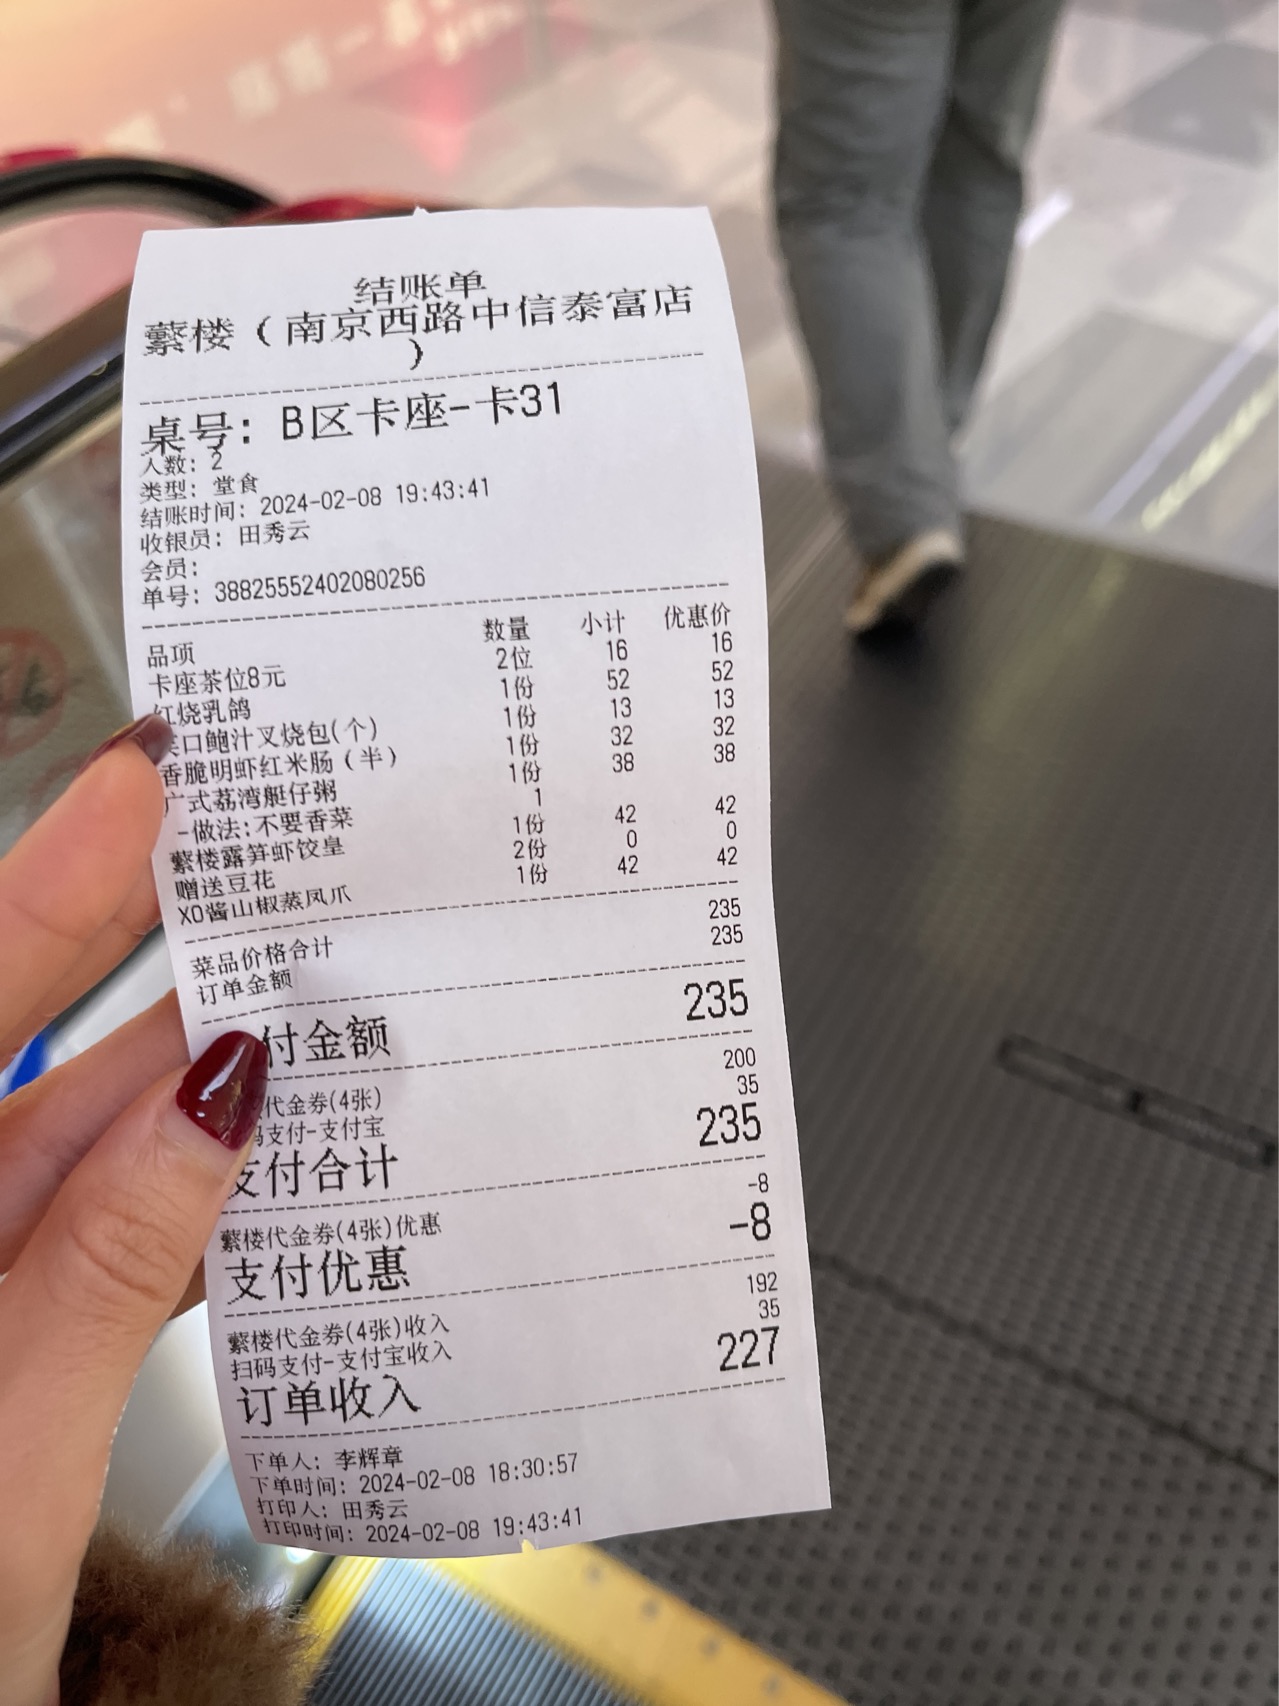 结账单
蘩楼（南京西路中信泰富店
）
桌号: B区卡座-卡31
人数: 2
类型: 堂食
结账时间: 2024-02-08 19:43:41
收银员: 田秀云
会员:
单号: 38825552402080256
品项 数量 小计 优惠价
卡座茶位8元 2位 16 16
红烧乳鸽 1份 52 52
口鲍汁叉烧包(个) 1份 13 13
香脆明虾红米肠（半） 1份 32 32
广式荔湾艇仔粥 1份 38 38
-做法:不要香菜 1
蘩楼露笋虾饺皇 1份 42 42
赠送豆花 2份 0 0
XO酱山椒蒸凤爪 1份 42 42
菜品价格合计 235
订单金额 235
付金额 235
代金券(4张) 200
码支付-支付宝 35
支付合计 235
蘩楼代金券(4张)优惠 -8
支付优惠 -8
蘩楼代金券(4张)收入 192
扫码支付-支付宝收入 35
订单收入 227
下单人: 李辉章
下单时间: 2024-02-08 18:30:57
打印人: 田秀云
打印时间: 2024-02-08 19:43:41